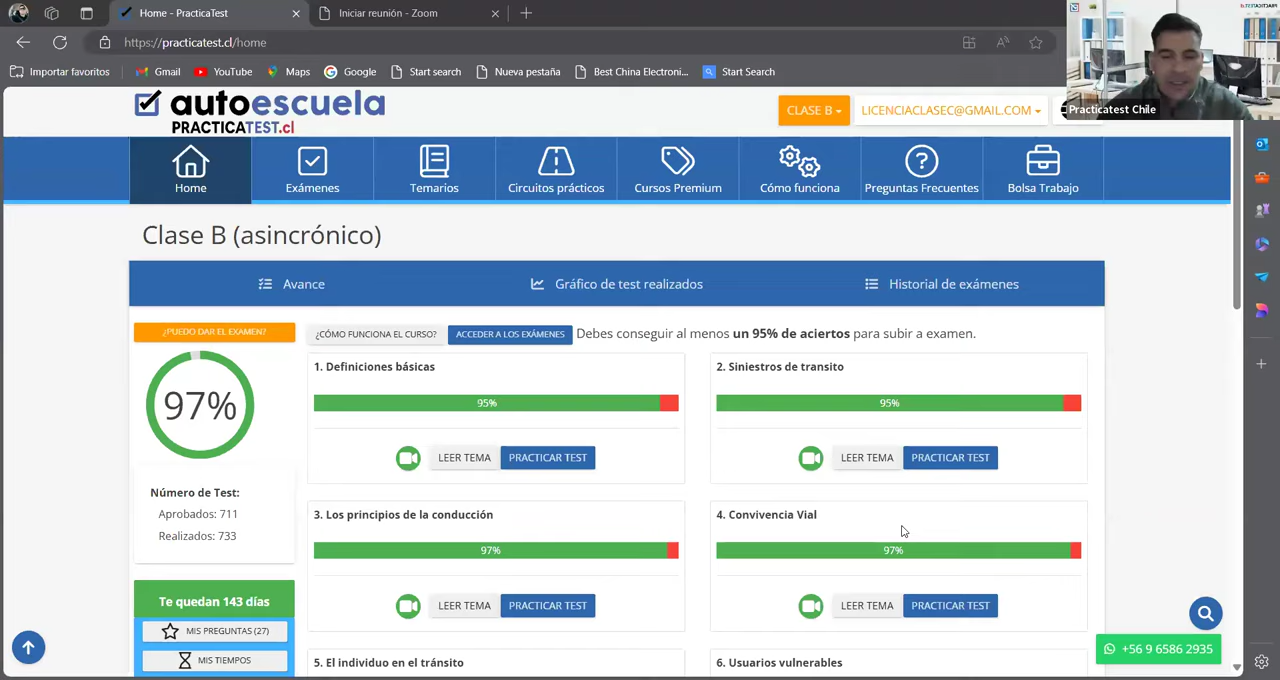 Home - PracticaTest
Iniciar reunión - Zoom
https://practicatest.cl/home
Importar favoritos
Gmail
YouTube
Maps
Google
Start search
Nueva pestaña
Best China Electroni...
Start Search
Practicatest Chile
autoescuela
PRACTICATEST.cl
CLASE B
LICENCIACLASEC@GMAIL.COM
Home
Exámenes
Temarios
Circuitos prácticos
Cursos Premium
Cómo funciona
Preguntas Frecuentes
Bolsa Trabajo
Clase B (asincrónico)
Avance
Gráfico de test realizados
Historial de exámenes
¿PUEDO DAR EL EXAMEN?
¿CÓMO FUNCIONA EL CURSO?
ACCEDER A LOS EXÁMENES
Debes conseguir al menos un 95% de aciertos para subir a examen.
97%
Número de Test:
Aprobados: 711
Realizados: 733
Te quedan 143 días
MIS PREGUNTAS (27)
MIS TIEMPOS
1. Definiciones básicas
95%
LEER TEMA
PRACTICAR TEST
2. Siniestros de transito
95%
LEER TEMA
PRACTICAR TEST
3. Los principios de la conducción
97%
LEER TEMA
PRACTICAR TEST
4. Convivencia Vial
97%
LEER TEMA
PRACTICAR TEST
5. El individuo en el tránsito
6. Usuarios vulnerables
+56 9 6586 2935